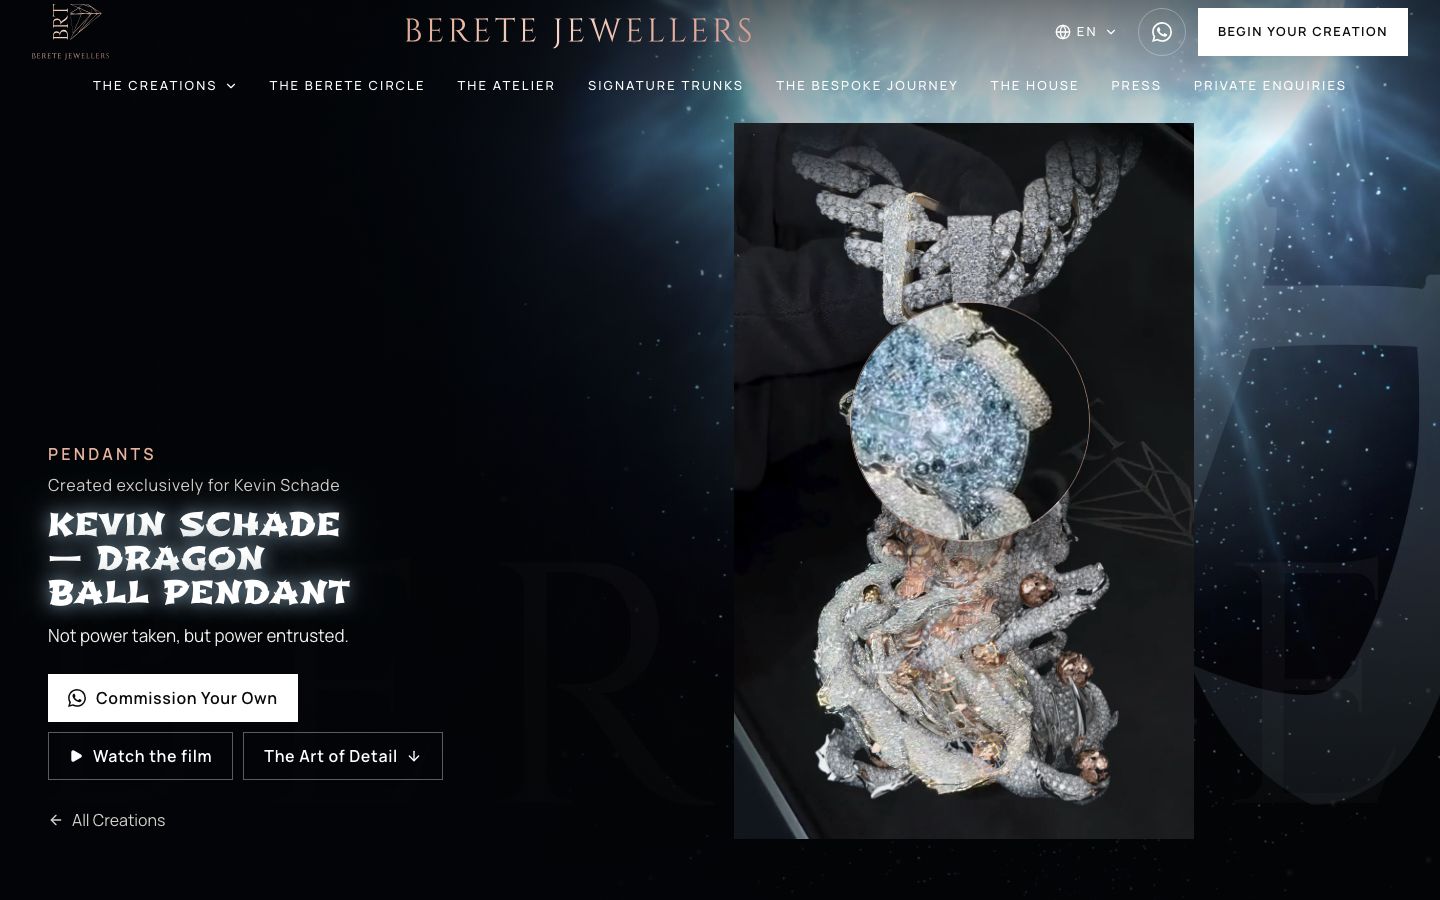 BRT
BERETE JEWELLERS
BERETE JEWELLERS
EN
BEGIN YOUR CREATION
THE CREATIONS
THE BERETE CIRCLE
THE ATELIER
SIGNATURE TRUNKS
THE BESPOKE JOURNEY
THE HOUSE
PRESS
PRIVATE ENQUIRIES
PENDANTS
Created exclusively for Kevin Schade
KEVIN SCHADE
— DRAGON
BALL PENDANT
Not power taken, but power entrusted.
Commission Your Own
Watch the film
The Art of Detail ↓
← All Creations